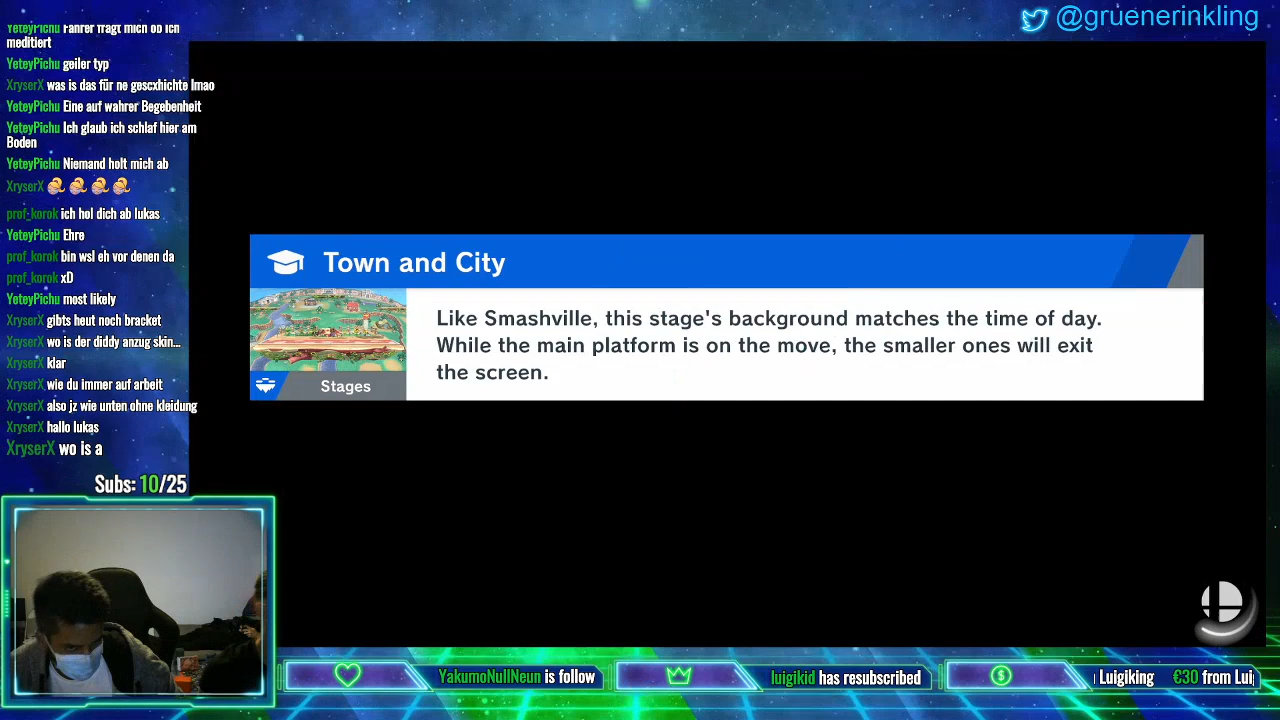 @gruenerinkling
YeteyPichu Fahrer fragt mich ob ich
meditiert
YeteyPichu geiler typ
XryserX was is das für ne gescxhichte lmao
YeteyPichu Eine auf wahrer Begebenheit
YeteyPichu Ich glaub ich schlaf hier am
Boden
YeteyPichu Niemand holt mich ab
XryserX
prof_korok ich hol dich ab lukas
YeteyPichu Ehre
prof_korok bin wsl eh vor denen da
prof_korok xD
YeteyPichu most likely
XryserX gibts heut noch bracket
XryserX wo is der diddy anzug skin...
XryserX klar
XryserX wie du immer auf arbeit
XryserX also jz wie unten ohne kleidung
XryserX hallo lukas
XryserX wo is a
Subs: 10/25
Town and City
Like Smashville, this stage's background matches the time of day.
While the main platform is on the move, the smaller ones will exit
the screen.
Stages
YakumoNullNeun is follow
luigikid has resubscribed
Luigiking €30 from Lui